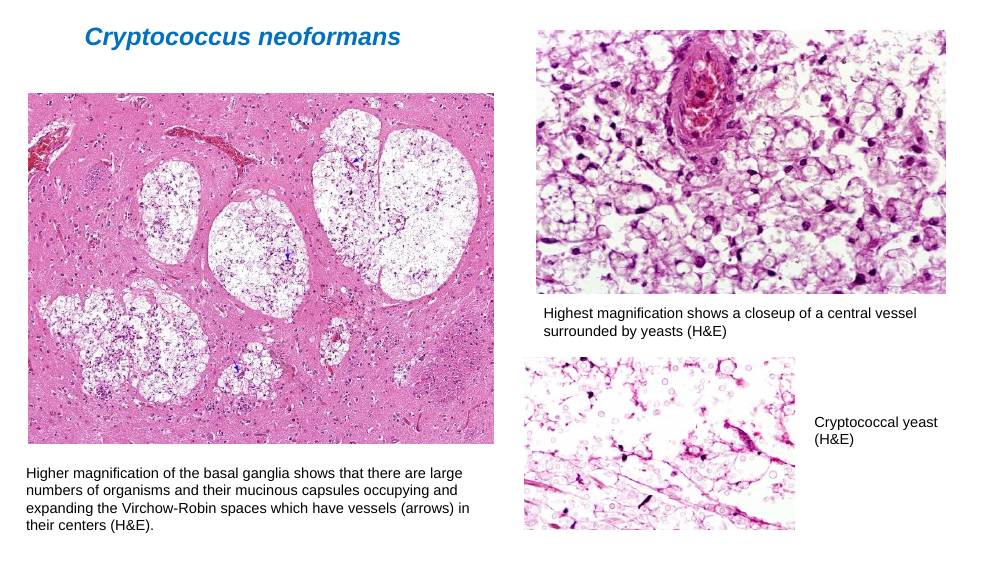 Cryptococcus neoformans
Higher magnification of the basal ganglia shows that there are large
numbers of organisms and their mucinous capsules occupying and
expanding the Virchow-Robin spaces which have vessels (arrows) in
their centers (H&E).
Highest magnification shows a closeup of a central vessel
surrounded by yeasts (H&E)
Cryptococcal yeast
(H&E)